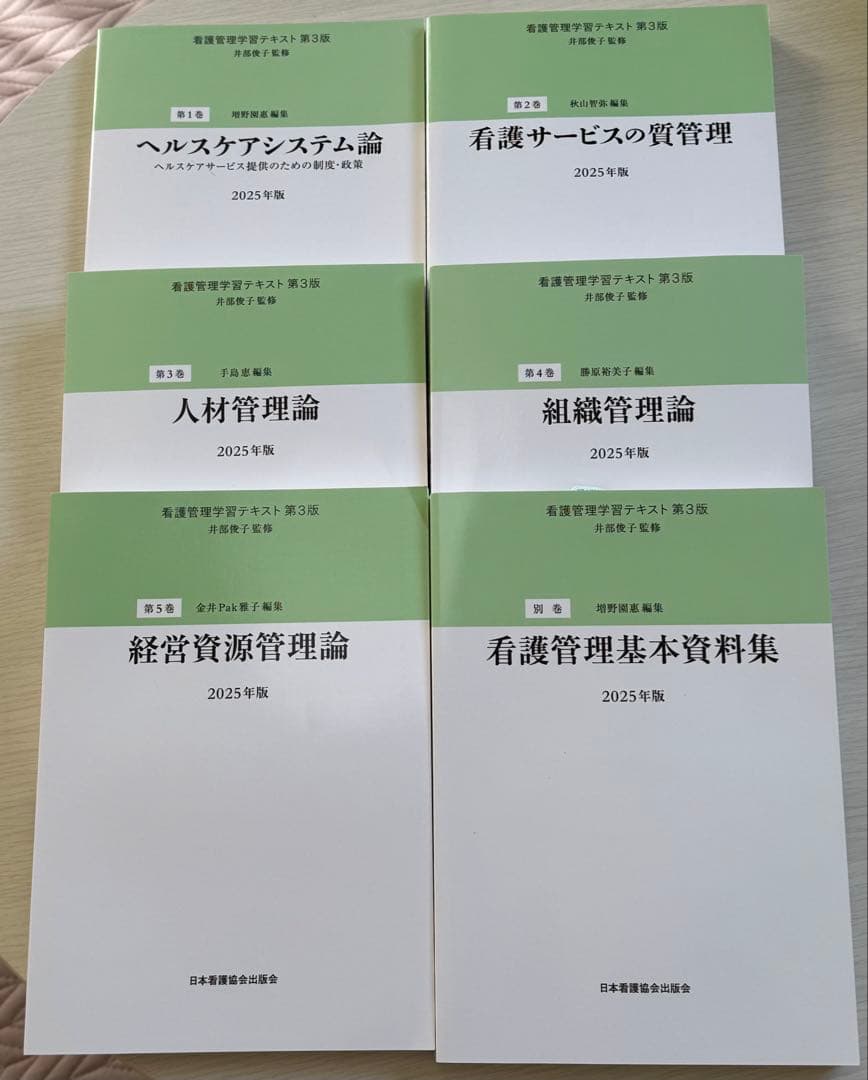 看護管理学習テキスト 第3版
井部俊子 監修
第1巻 増野園惠 編集
ヘルスケアシステム論
ヘルスケアサービス提供のための制度・政策
2025年版
看護管理学習テキスト 第3版
井部俊子 監修
第2巻 秋山智弥 編集
看護サービスの質管理
2025年版
看護管理学習テキスト 第3版
井部俊子 監修
第3巻 手島恵 編集
人材管理論
2025年版
看護管理学習テキスト 第3版
井部俊子 監修
第4巻 勝原裕美子 編集
組織管理論
2025年版
看護管理学習テキスト 第3版
井部俊子 監修
第5巻 金井Pak雅子 編集
経営資源管理論
2025年版
日本看護協会出版会
看護管理学習テキスト 第3版
井部俊子 監修
別巻 増野園惠 編集
看護管理基本資料集
2025年版
日本看護協会出版会